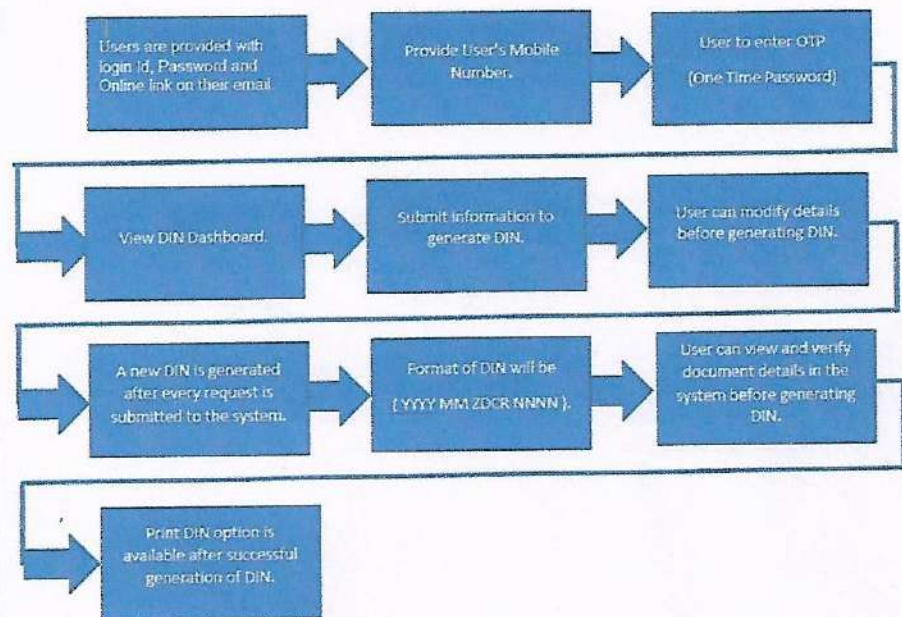 Users are provided with
login Id, Password and
Online link on their email
Provide User's Mobile
Number.
User to enter OTP
(One Time Password)
View DIN Dashboard.
Submit information to
generate DIN.
User can modify details
before generating DIN.
A new DIN is generated
after every request is
submitted to the system.
Format of DIN will be
( YYYY MM ZDCR NNNN ).
User can view and verify
document details in the
system before generating
DIN.
Print DIN option is
available after successful
generation of DIN.